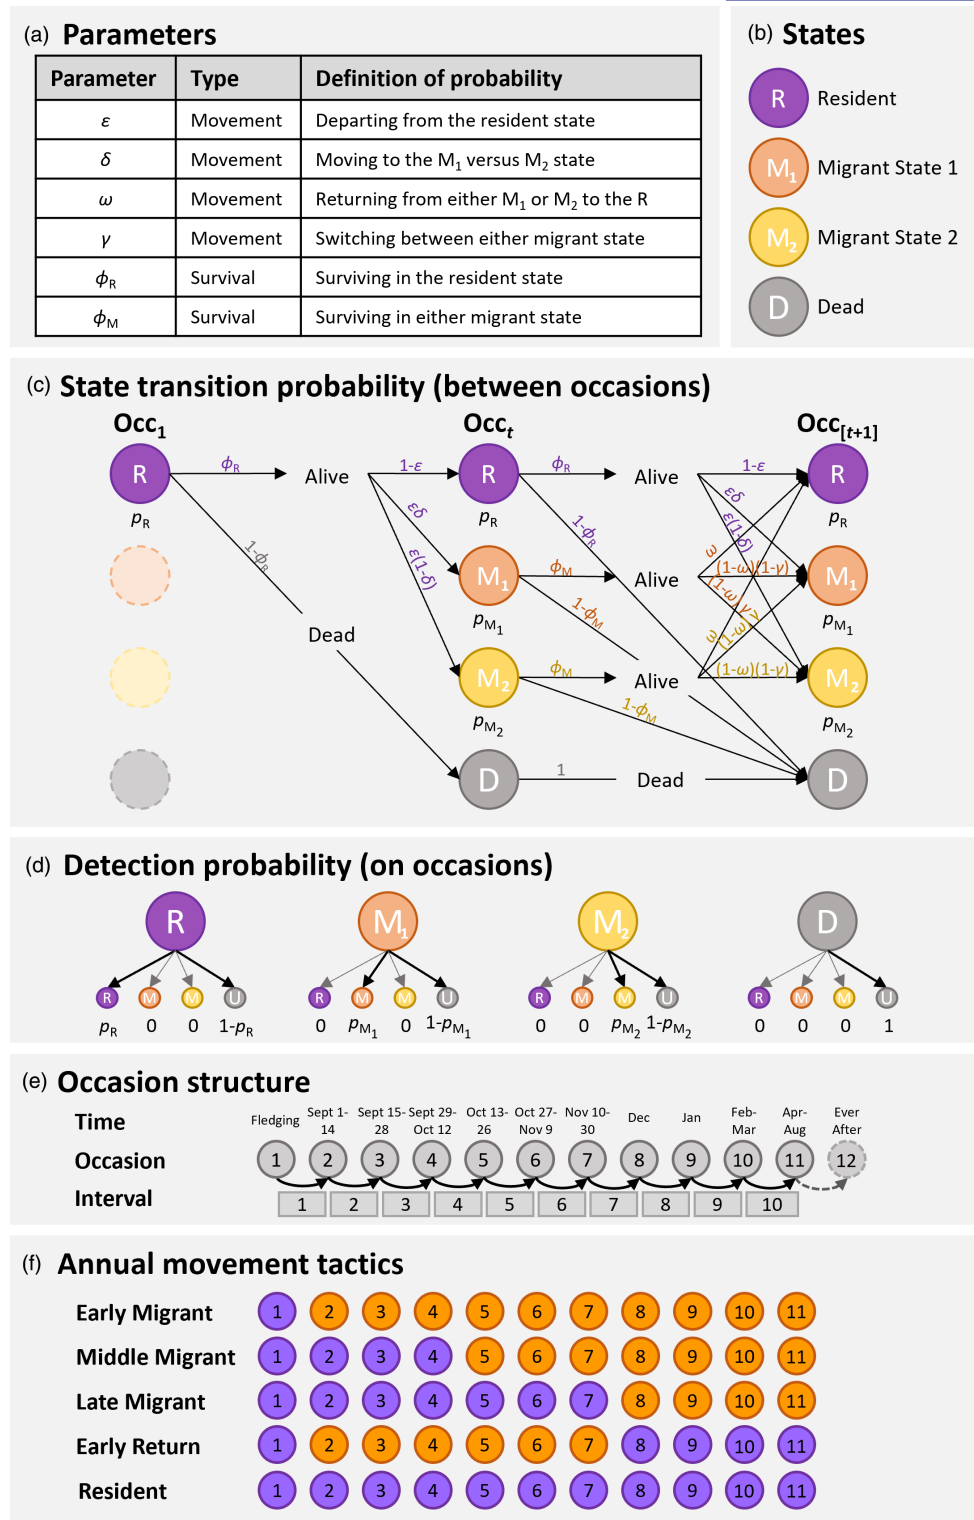 (a) Parameters
Parameter Type Definition of probability
ε Movement Departing from the resident state
δ Movement Moving to the M₁ versus M₂ state
ω Movement Returning from either M₁ or M₂ to the R
γ Movement Switching between either migrant state
ϕR Survival Surviving in the resident state
ϕM Survival Surviving in either migrant state
(b) States
R Resident
M₁ Migrant State 1
M₂ Migrant State 2
D Dead
(c) State transition probability (between occasions)
Occ₁ Occt Occ[t+1]
R ϕR Alive 1-ε R ϕR Alive 1-ε R
pR pR pR
εδ 1-ϕR εδ
ε(1-δ) ε(1-δ)
1-ϕR
M₁ ϕM Alive ω (1-ω)(1-γ) M₁
pM₁ 1-ϕM (1-ω)γ pM₁
Dead
ω (1-ω)γ
M₂ ϕM Alive (1-ω)(1-γ) M₂
pM₂ 1-ϕM pM₂
D 1 Dead D
(d) Detection probability (on occasions)
R M₁ M₂ D
R M M U R M M U R M M U R M M U
pR 0 0 1-pR 0 pM₁ 0 1-pM₁ 0 0 pM₂ 1-pM₂ 0 0 0 1
(e) Occasion structure
Time Fledging Sept 1-14 Sept 15-28 Sept 29-Oct 12 Oct 13-26 Oct 27-Nov 9 Nov 10-30 Dec Jan Feb-Mar Apr-Aug Ever After
Occasion 1 2 3 4 5 6 7 8 9 10 11 12
Interval 1 2 3 4 5 6 7 8 9 10
(f) Annual movement tactics
Early Migrant 1 2 3 4 5 6 7 8 9 10 11
Middle Migrant 1 2 3 4 5 6 7 8 9 10 11
Late Migrant 1 2 3 4 5 6 7 8 9 10 11
Early Return 1 2 3 4 5 6 7 8 9 10 11
Resident 1 2 3 4 5 6 7 8 9 10 11